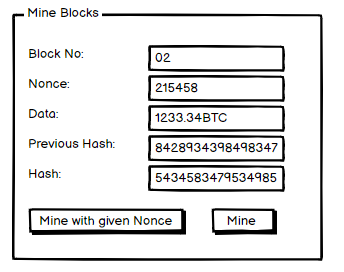 Mine Blocks
Block No: 02
Nonce: 215458
Data: 1233.34BTC
Previous Hash: 8428934398498347
Hash: 5434583479534985
Mine with given Nonce Mine